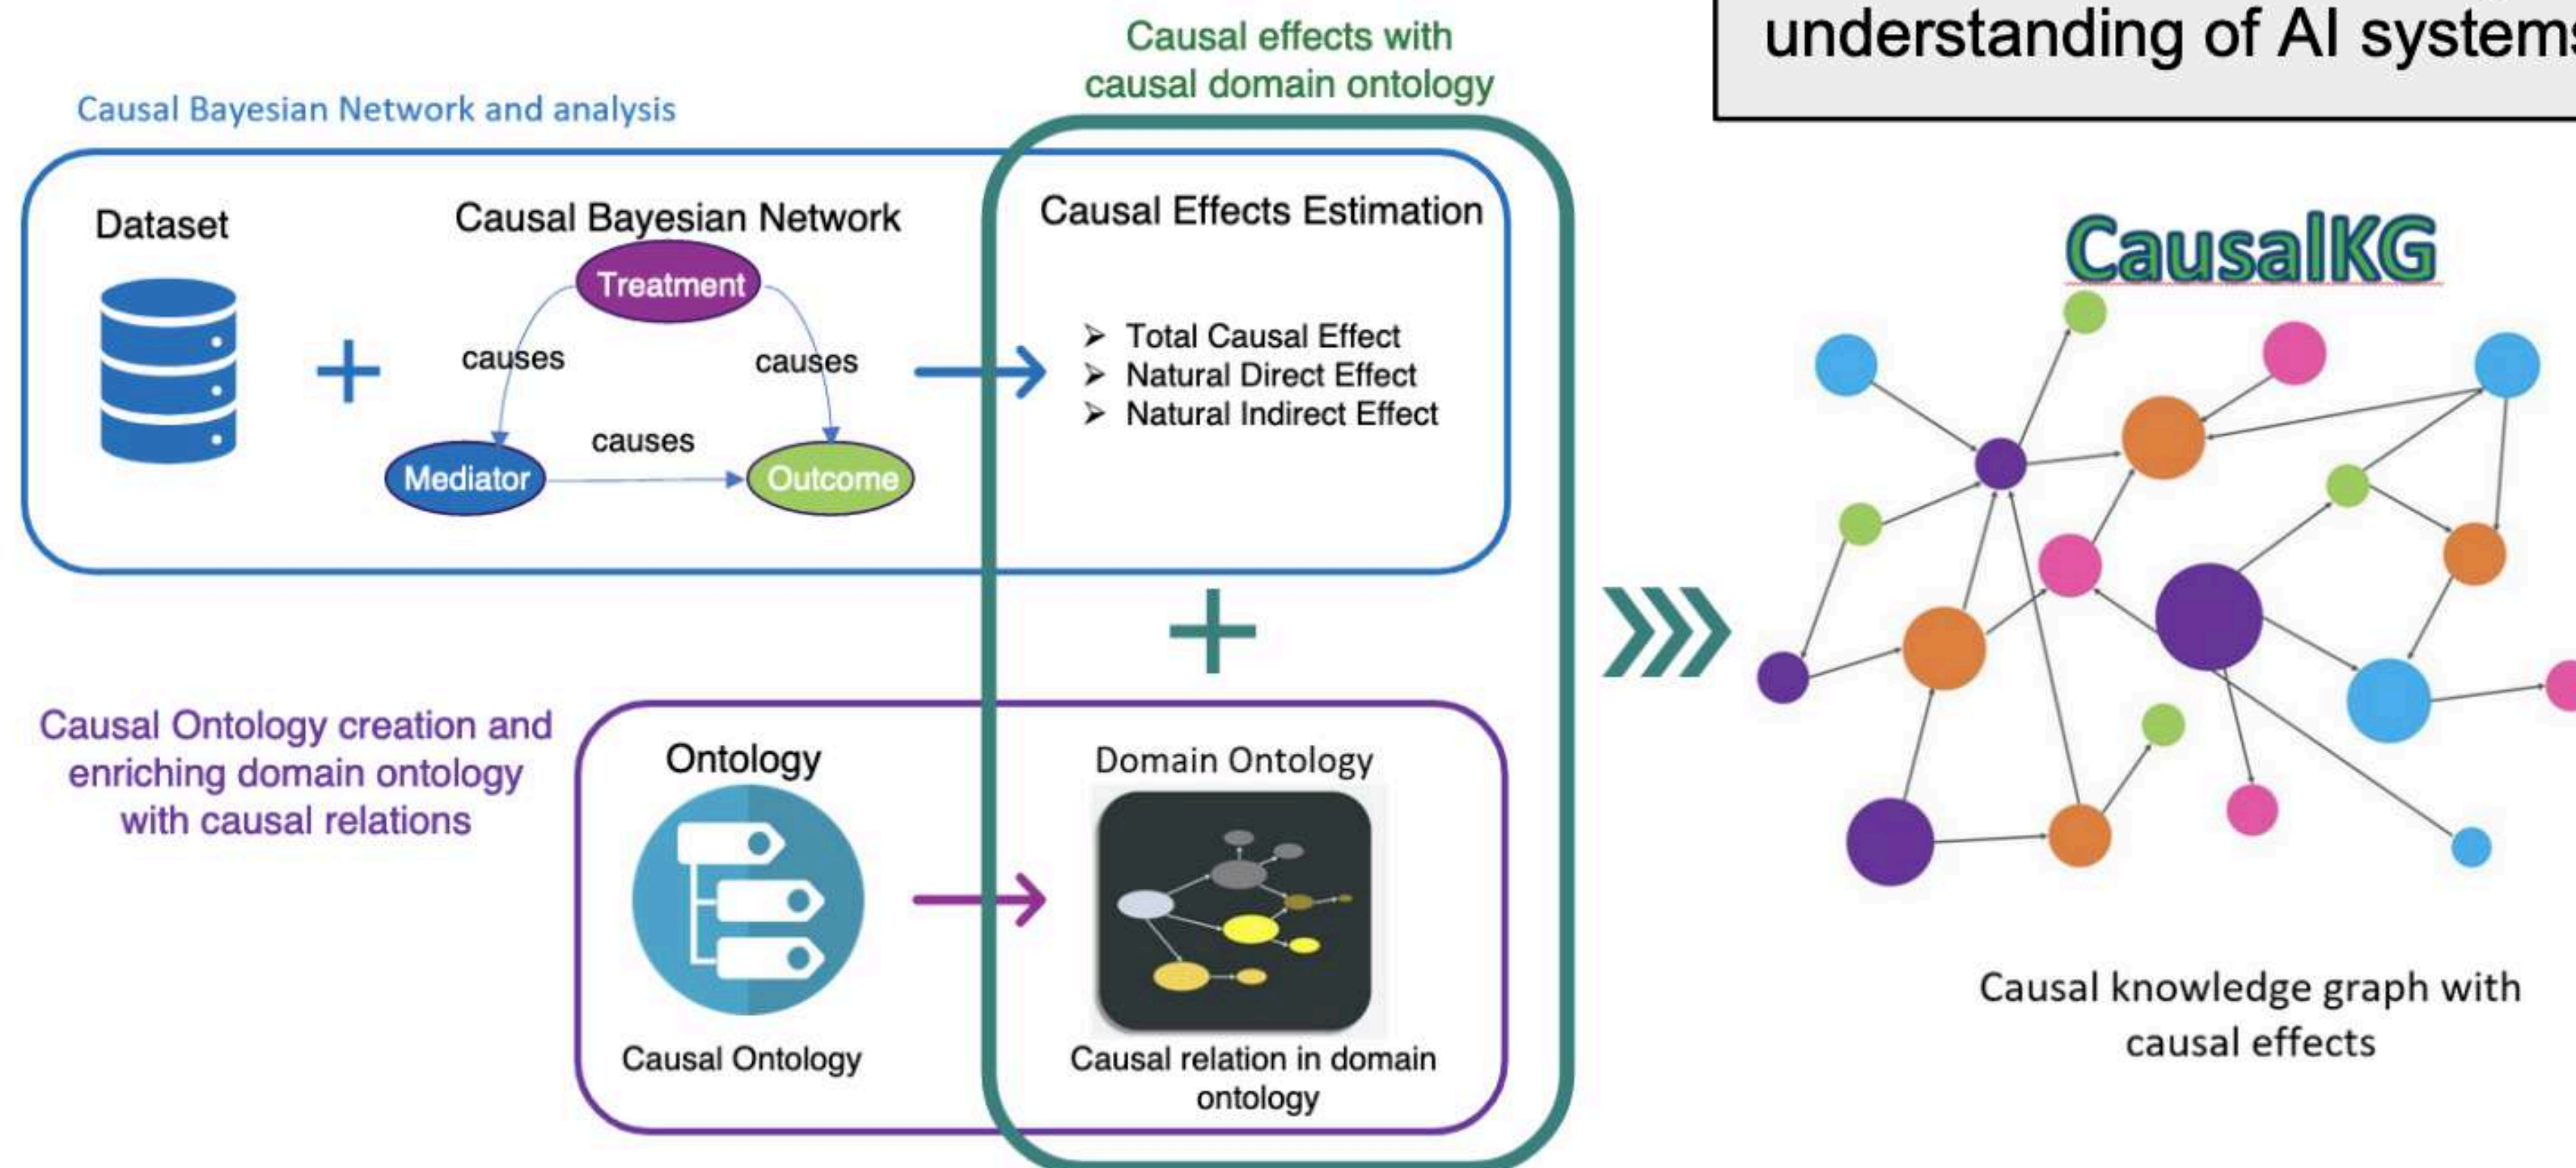 understanding of AI systems
Causal effects with
causal domain ontology
Causal Bayesian Network and analysis
Dataset
Causal Bayesian Network
Causal Effects Estimation
Treatment
causes
causes
causes
Mediator
Outcome
➢ Total Causal Effect
➢ Natural Direct Effect
➢ Natural Indirect Effect
CausalKG
Causal Ontology creation and
enriching domain ontology
with causal relations
Ontology
Domain Ontology
Causal Ontology
Causal relation in domain
ontology
Causal knowledge graph with
causal effects